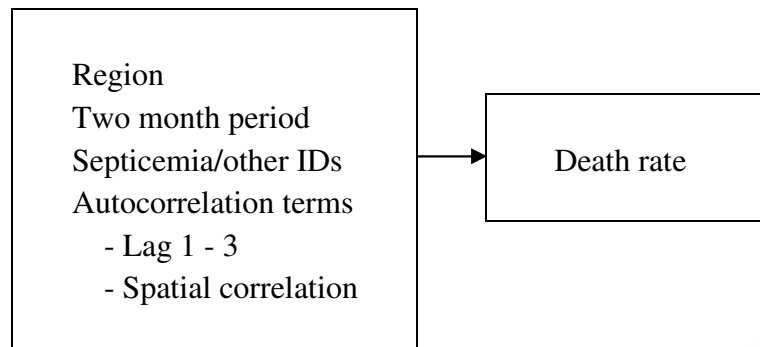 Region
Two month period
Septicemia/other IDs
Autocorrelation terms
- Lag 1 - 3
- Spatial correlation
Death rate